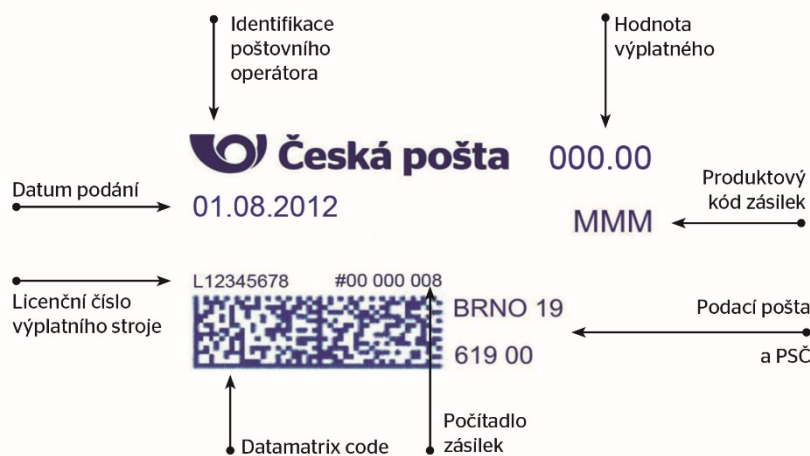 Identifikace
poštovního
operátora
Hodnota
výplatného
Česká pošta
000.00
Datum podání
01.08.2012
Produktový
kód zásilek
MMM
L12345678
#00 000 008
Licenční číslo
výplatního stroje
BRNO 19
619 00
Podací pošta
a PSČ
Datamatrix code
Počítadlo
zásilek